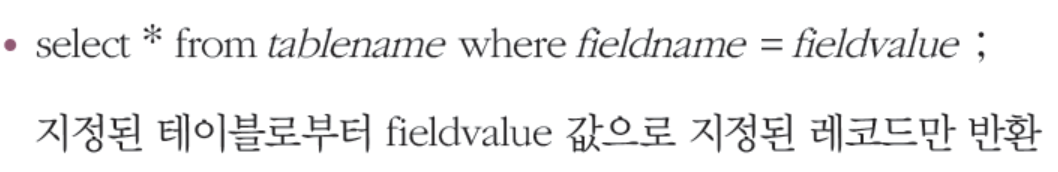 • select * from tablename where fieldname = fieldvalue ;
지정된 테이블로부터 fieldvalue 값으로 지정된 레코드만 반환